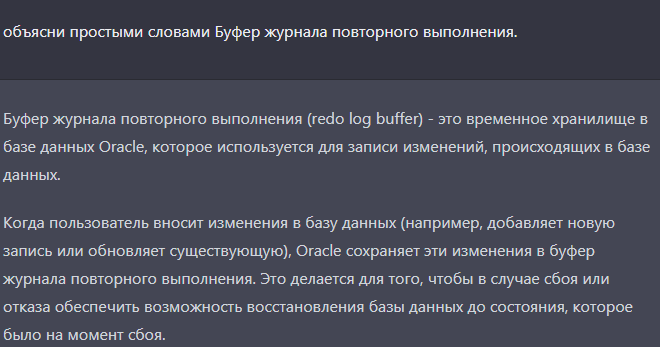 объясни простыми словами Буфер журнала повторного выполнения.
Буфер журнала повторного выполнения (redo log buffer) - это временное хранилище в
базе данных Oracle, которое используется для записи изменений, происходящих в базе
данных.
Когда пользователь вносит изменения в базу данных (например, добавляет новую
запись или обновляет существующую), Oracle сохраняет эти изменения в буфер
журнала повторного выполнения. Это делается для того, чтобы в случае сбоя или
отказа обеспечить возможность восстановления базы данных до состояния, которое
было на момент сбоя.